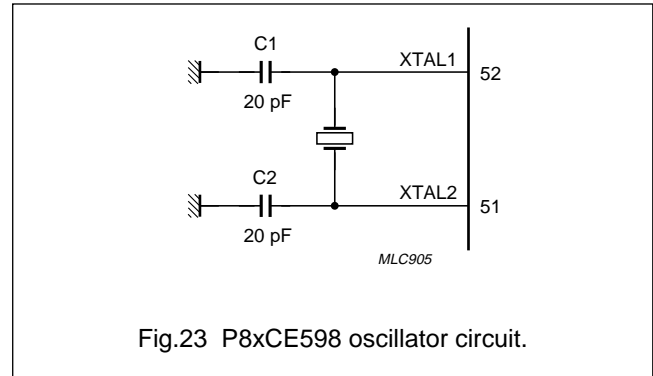 C1
XTAL1
52
20 pF
C2
XTAL2
51
20 pF
MLC905
Fig.23 P8xCE598 oscillator circuit.